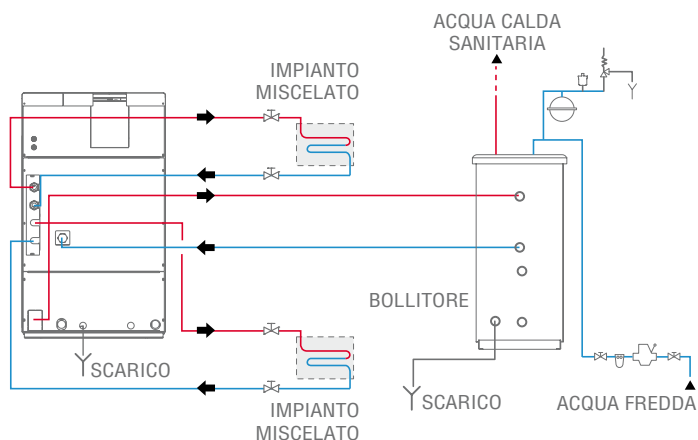 ACQUA CALDA
SANITARIA
IMPIANTO
MISCELATO
BOLLITORE
SCARICO
SCARICO
ACQUA FREDDA
IMPIANTO
MISCELATO